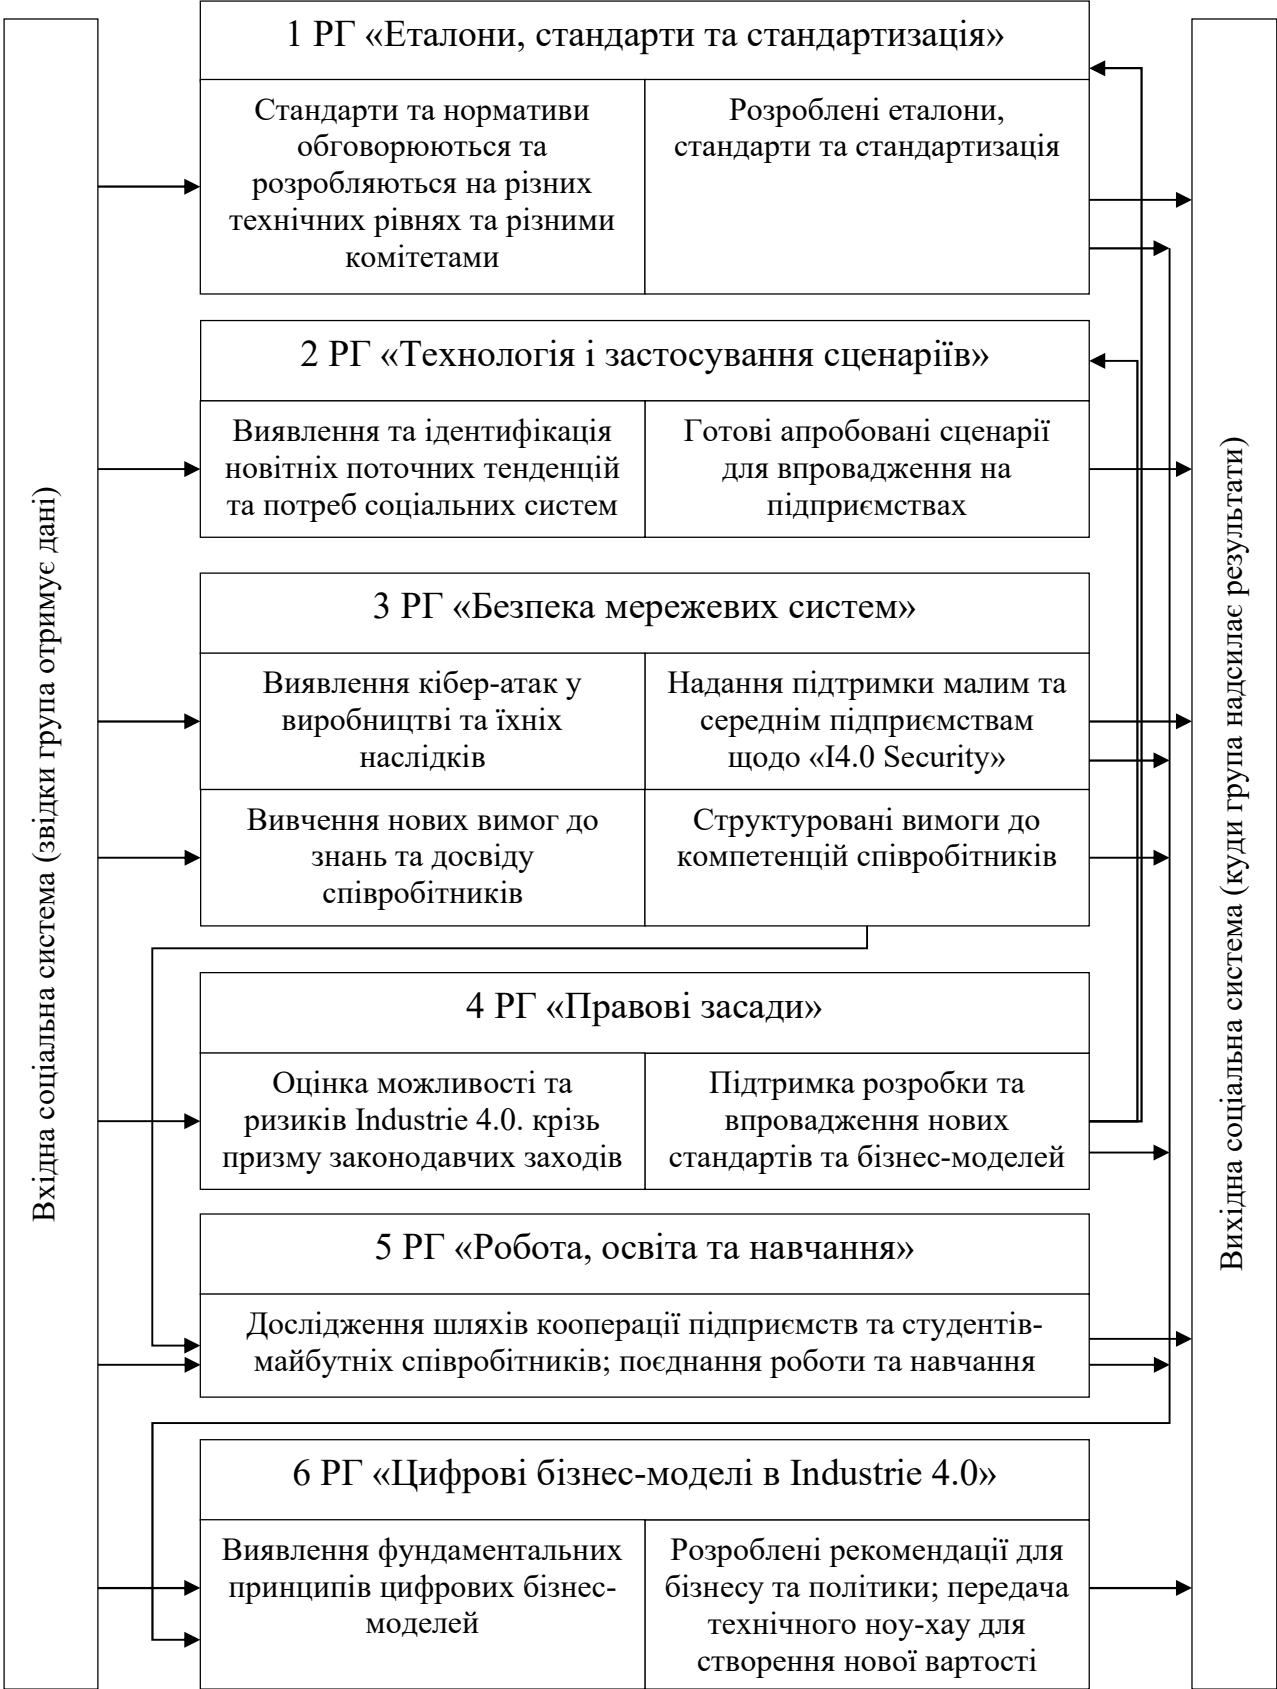 Вхідна соціальна система (звідки група отримує дані)
1 РГ «Еталони, стандарти та стандартизація»
Стандарти та нормативи
обговорюються та
розробляються на різних
технічних рівнях та різними
комітетами
Розроблені еталони,
стандарти та стандартизація
2 РГ «Технологія і застосування сценаріїв»
Виявлення та ідентифікація
новітніх поточних тенденцій
та потреб соціальних систем
Готові апробовані сценарії
для впровадження на
підприємствах
3 РГ «Безпека мережевих систем»
Виявлення кібер-атак у
виробництві та їхніх
наслідків
Надання підтримки малим та
середнім підприємствам
щодо «I4.0 Security»
Вивчення нових вимог до
знань та досвіду
співробітників
Структуровані вимоги до
компетенцій співробітників
4 РГ «Правові засади»
Оцінка можливості та
ризиків Industrie 4.0. крізь
призму законодавчих заходів
Підтримка розробки та
впровадження нових
стандартів та бізнес-моделей
5 РГ «Робота, освіта та навчання»
Дослідження шляхів кооперації підприємств та студентів-
майбутніх співробітників; поєднання роботи та навчання
6 РГ «Цифрові бізнес-моделі в Industrie 4.0»
Виявлення фундаментальних
принципів цифрових бізнес-
моделей
Розроблені рекомендації для
бізнесу та політики; передача
технічного ноу-хау для
створення нової вартості
Вихідна соціальна система (куди група надсилає результати)